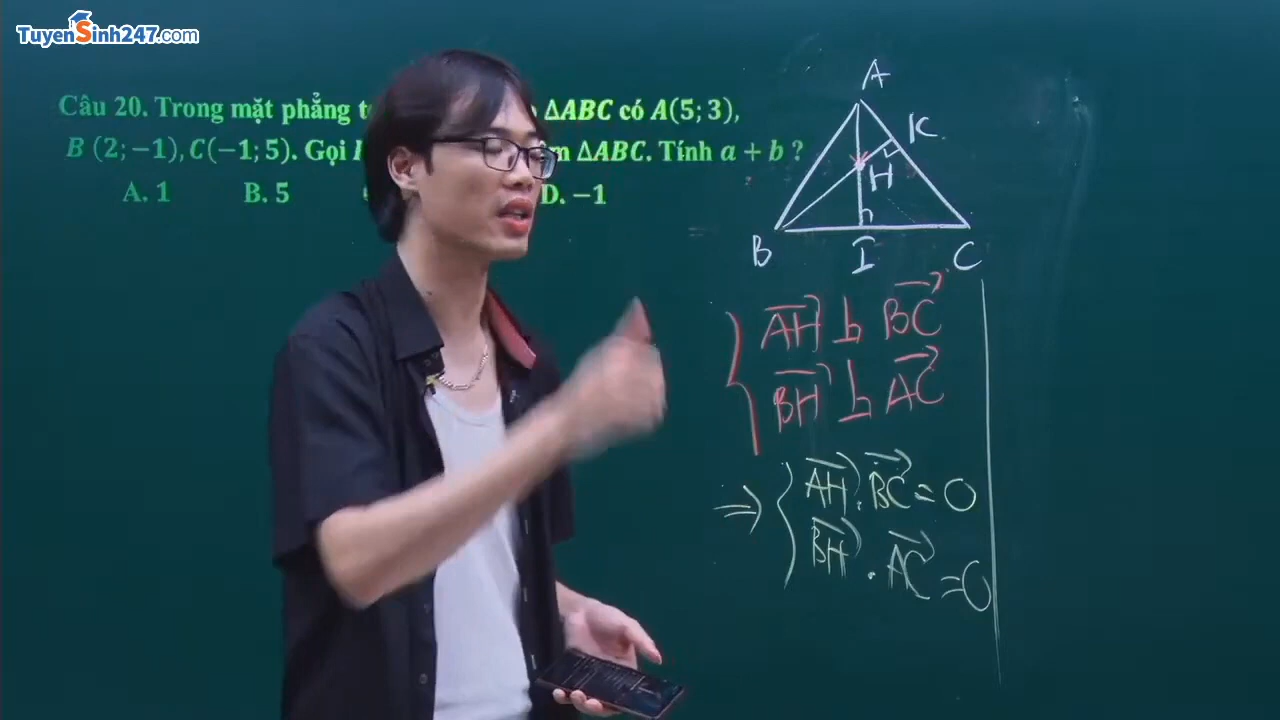 TuyenSinh247.com
Câu 20. Trong mặt phẳng ΔABC có A(5; 3),
B (2; −1), C(−1; 5). Gọi ΔABC. Tính a + b ?
A. 1 B. 5 D. −1
A
K
H
B I C
AH⃗ ⊥ BC⃗
BH⃗ ⊥ AC⃗
⇒ { AH⃗ . BC⃗ = 0
BH⃗ . AC⃗ = 0